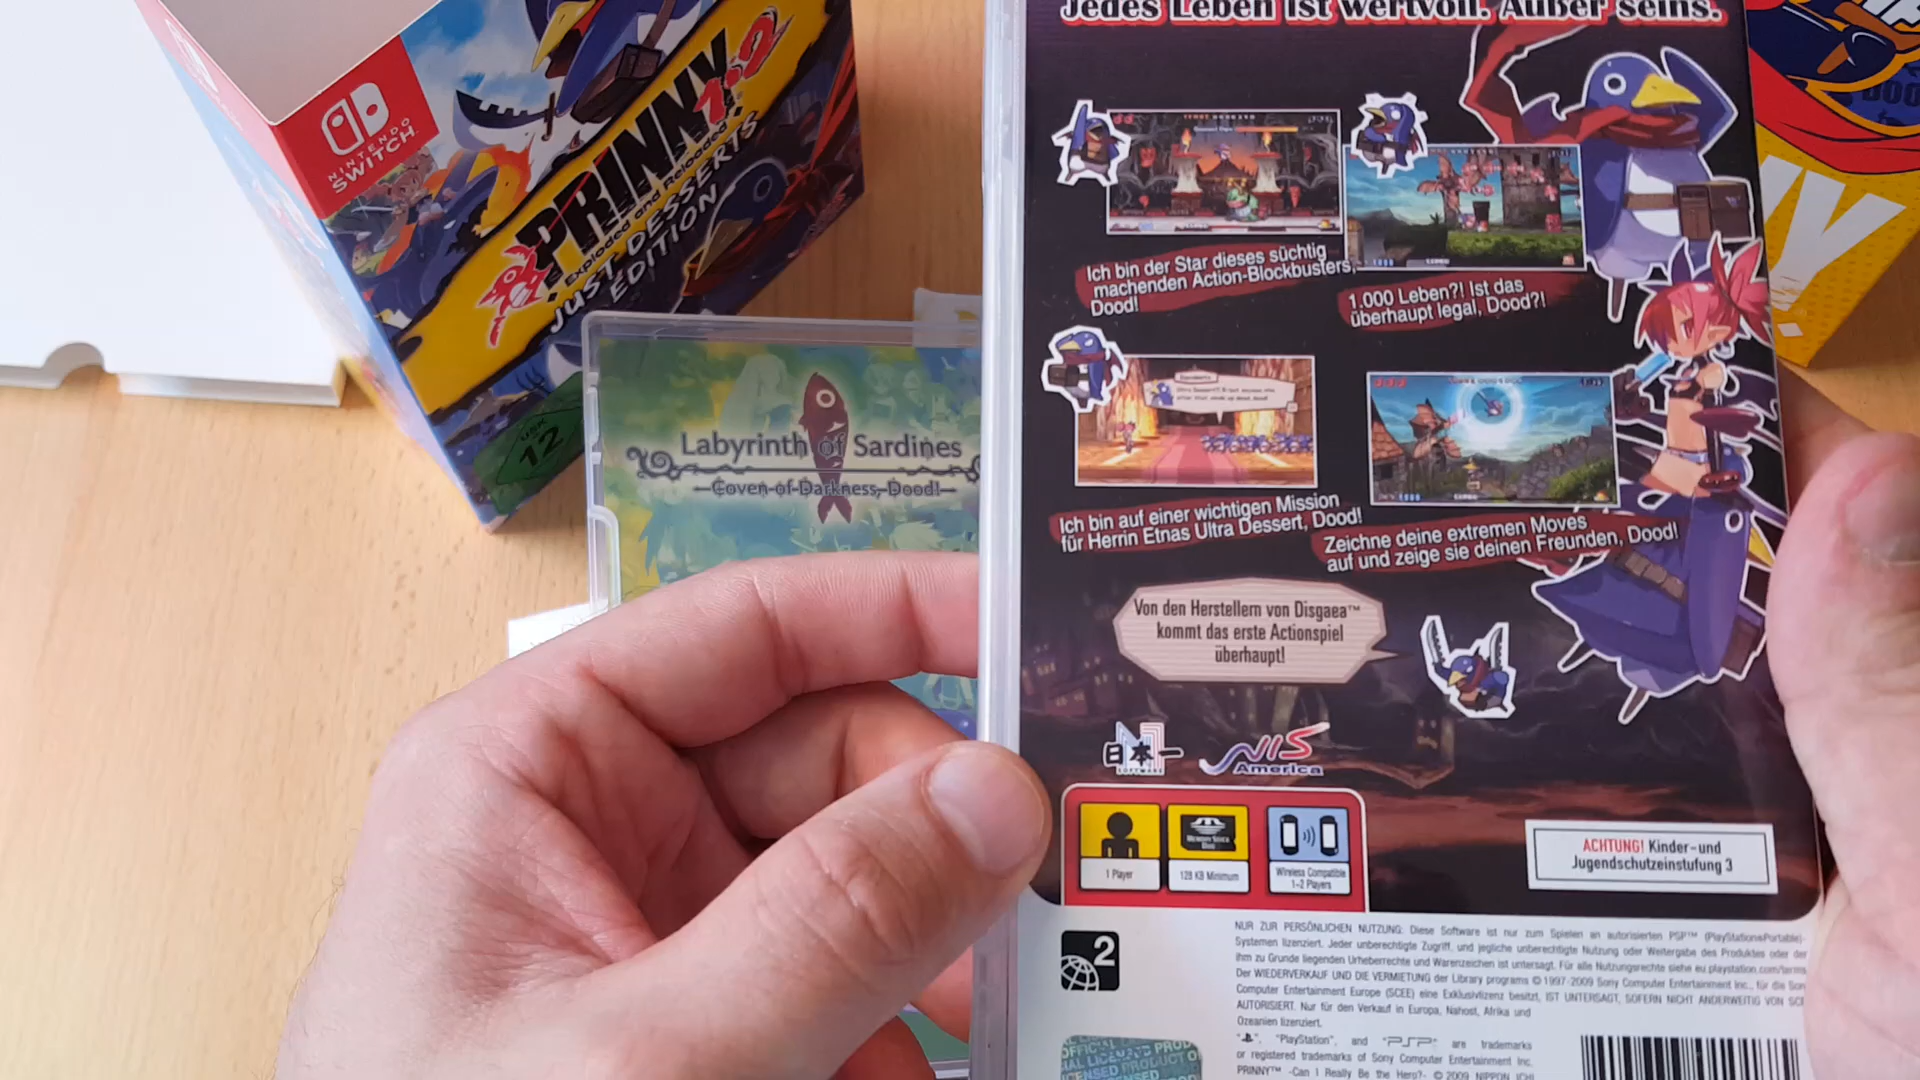 NINTENDO
SWITCH
PRINNY 1•2
Exploded and Reloaded
JUST DESSERTS
EDITION
USK
12
Labyrinth of Sardines
Coven of Darkness, Dood!
Jedes Leben ist wertvoll. Außer seins.
Ich bin der Star dieses süchtig
machenden Action-Blockbusters,
Dood!
1.000 Leben?! Ist das
überhaupt legal, Dood?!
Ich bin auf einer wichtigen Mission
für Herrin Etnas Ultra Dessert, Dood!
Zeichne deine extremen Moves
auf und zeige sie deinen Freunden, Dood!
Von den Herstellern von Disgaea™
kommt das erste Actionspiel
überhaupt!
日本一
SOFTWARE
NIS
America
1 Player
128 KB Minimum
Wireless Compatible
1-2 Players
ACHTUNG! Kinder-und
Jugendschutzeinstufung 3
2
NUR ZUR PERSÖNLICHEN NUTZUNG: Diese Software ist nur zum Spielen an autorisierten PSP™ (PlayStation®Portable)-
Systemen lizenziert. Jeder unberechtigte Zugriff, und jegliche unberechtigte Nutzung oder Weitergabe des Produktes oder der
ihm zu Grunde liegenden Urheberrechte und Warenzeichen ist untersagt. Für alle Nutzungsrechte siehe eu.playstation.com/terms
Der WIEDERVERKAUF UND DIE VERMIETUNG der Library programs © 1997-2009 Sony Computer Entertainment Inc., für die Son
Computer Entertainment Europe (SCEE) eine Exklusivlizenz besitzt, IST UNTERSAGT, SOFERN NICHT ANDERWEITIG VON SCE
AUTORISIERT. Nur für den Verkauf in Europa, Nahost, Afrika und
Ozeanien lizenziert.
"PlayStation", and "PSP" are trademarks
or registered trademarks of Sony Computer Entertainment Inc.
PRINNY™ -Can I Really Be the Hero?- © 2009 NIPPON ICHI